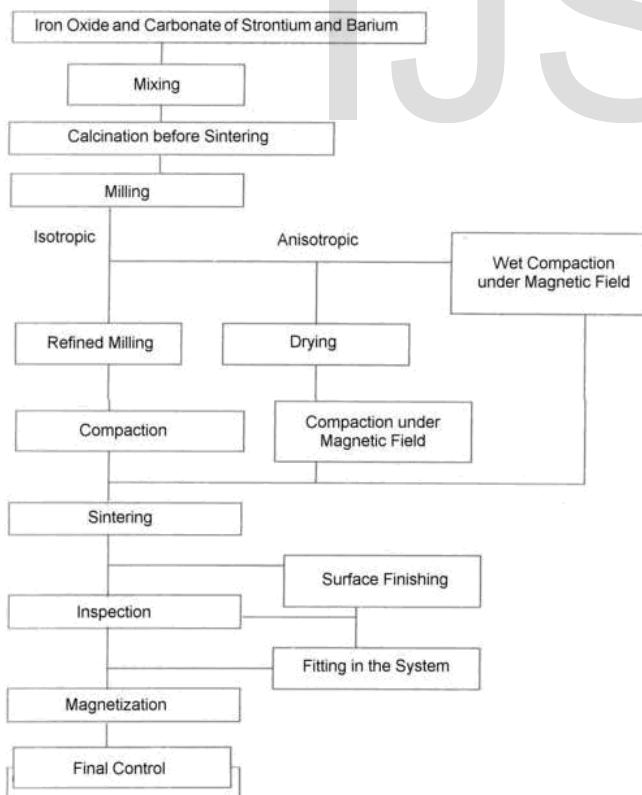 IJS
Iron Oxide and Carbonate of Strontium and Barium
Mixing
Calcination before Sintering
Milling
Isotropic
Anisotropic
Wet Compaction
under Magnetic Field
Refined Milling
Drying
Compaction
Compaction under
Magnetic Field
Sintering
Surface Finishing
Inspection
Fitting in the System
Magnetization
Final Control